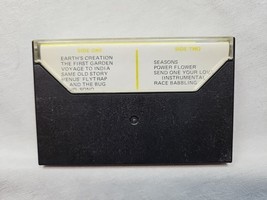 SIDE ONE
EARTH'S CREATION
THE FIRST GARDEN
VOYAGE TO INDIA
SAME OLD STORY
VENUS' FLYTRAP
AND THE BUG
SIDE TWO
SEASONS
POWER FLOWER
SEND ONE YOUR LOVE
(INSTRUMENTAL
RACE BABBLING